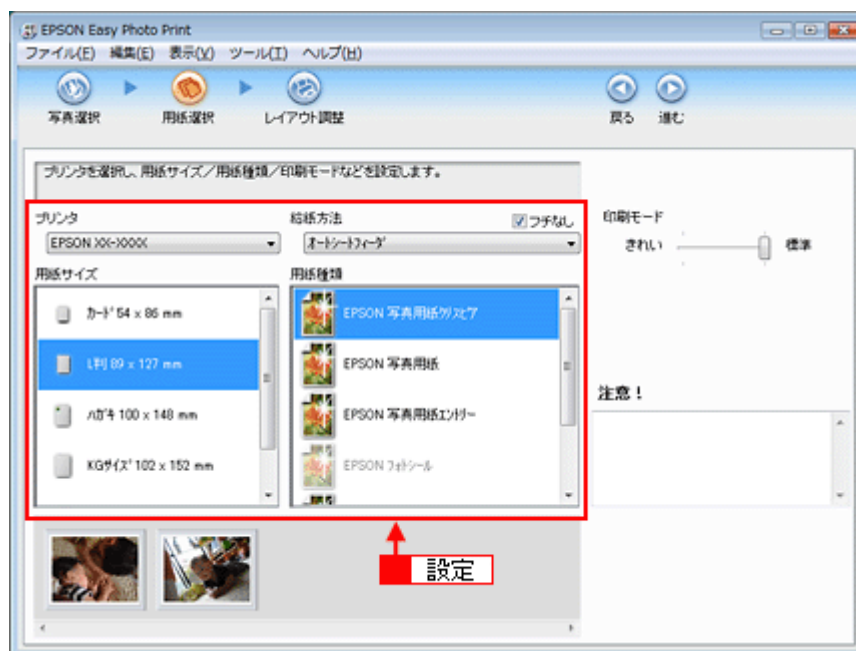 EPSON Easy Photo Print
ファイル(F) 編集(E) 表示(V) ツール(T) ヘルプ(H)
写真選択 用紙選択 レイアウト調整 戻る 進む
プリンタを選択し、用紙サイズ/用紙種類/印刷モードなどを設定します。
プリンタ 給紙方法 フチなし 印刷モード
EPSON XX-XXXX オートシートフィーダ きれい 標準
用紙サイズ 用紙種類
カード 54 x 86 mm EPSON 写真用紙クリスピア
L判 89 x 127 mm EPSON 写真用紙
注意!
ハガキ 100 x 148 mm EPSON 写真用紙エントリー
KGサイズ 102 x 152 mm EPSON フォトシール
設定